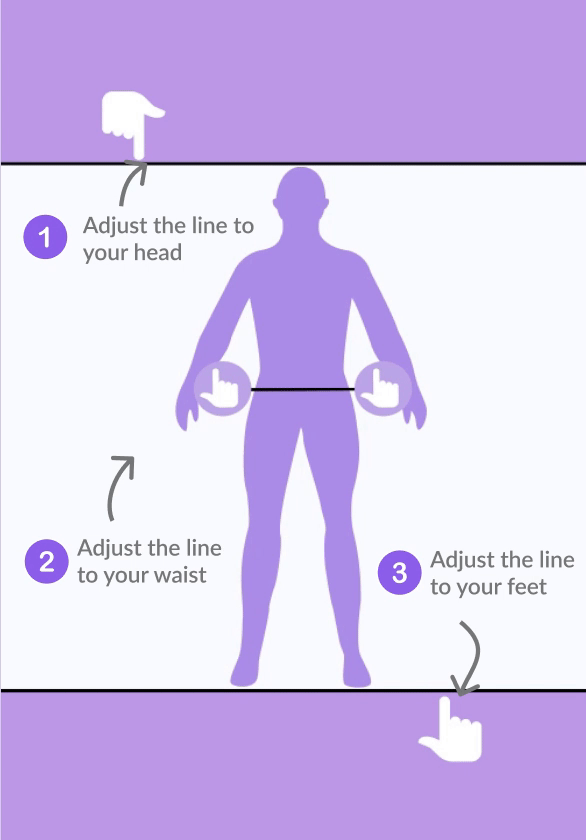 1
Adjust the line to
your head
2
Adjust the line
to your waist
3
Adjust the line
to your feet